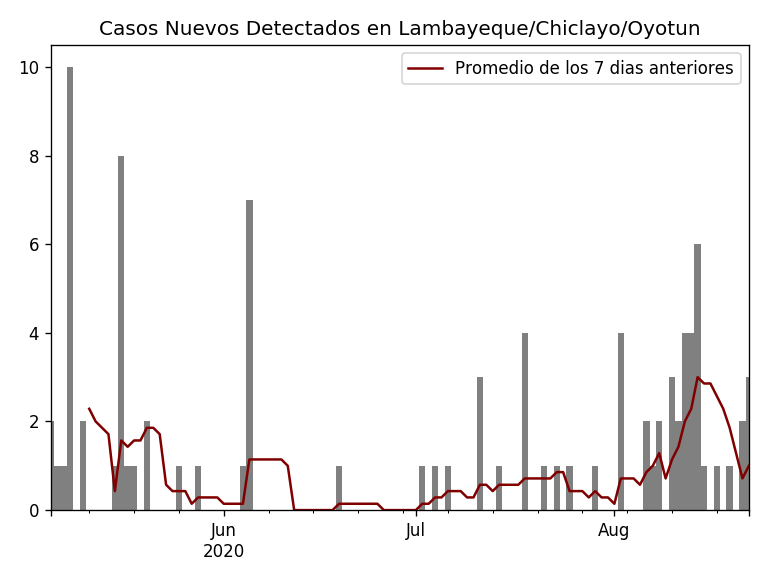 Casos Nuevos Detectados en Lambayeque/Chiclayo/Oyotun
Promedio de los 7 dias anteriores
10
8
6
4
2
0
Jun
2020
Jul
Aug